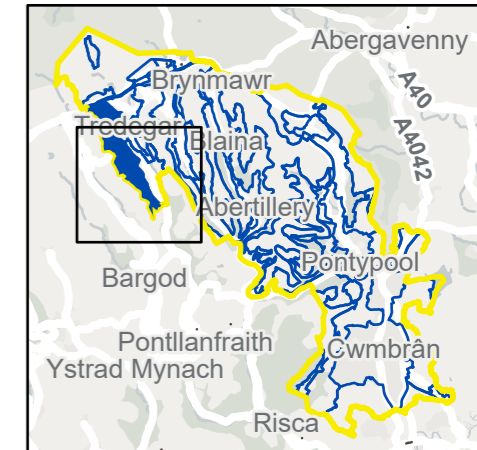 Abergavenny
Brynmawr
A40
Tredegar
Blaina
A4042
Abertillery
Pontypool
Bargod
Pontllanfraith
Cwmbrân
Ystrad Mynach
Risca